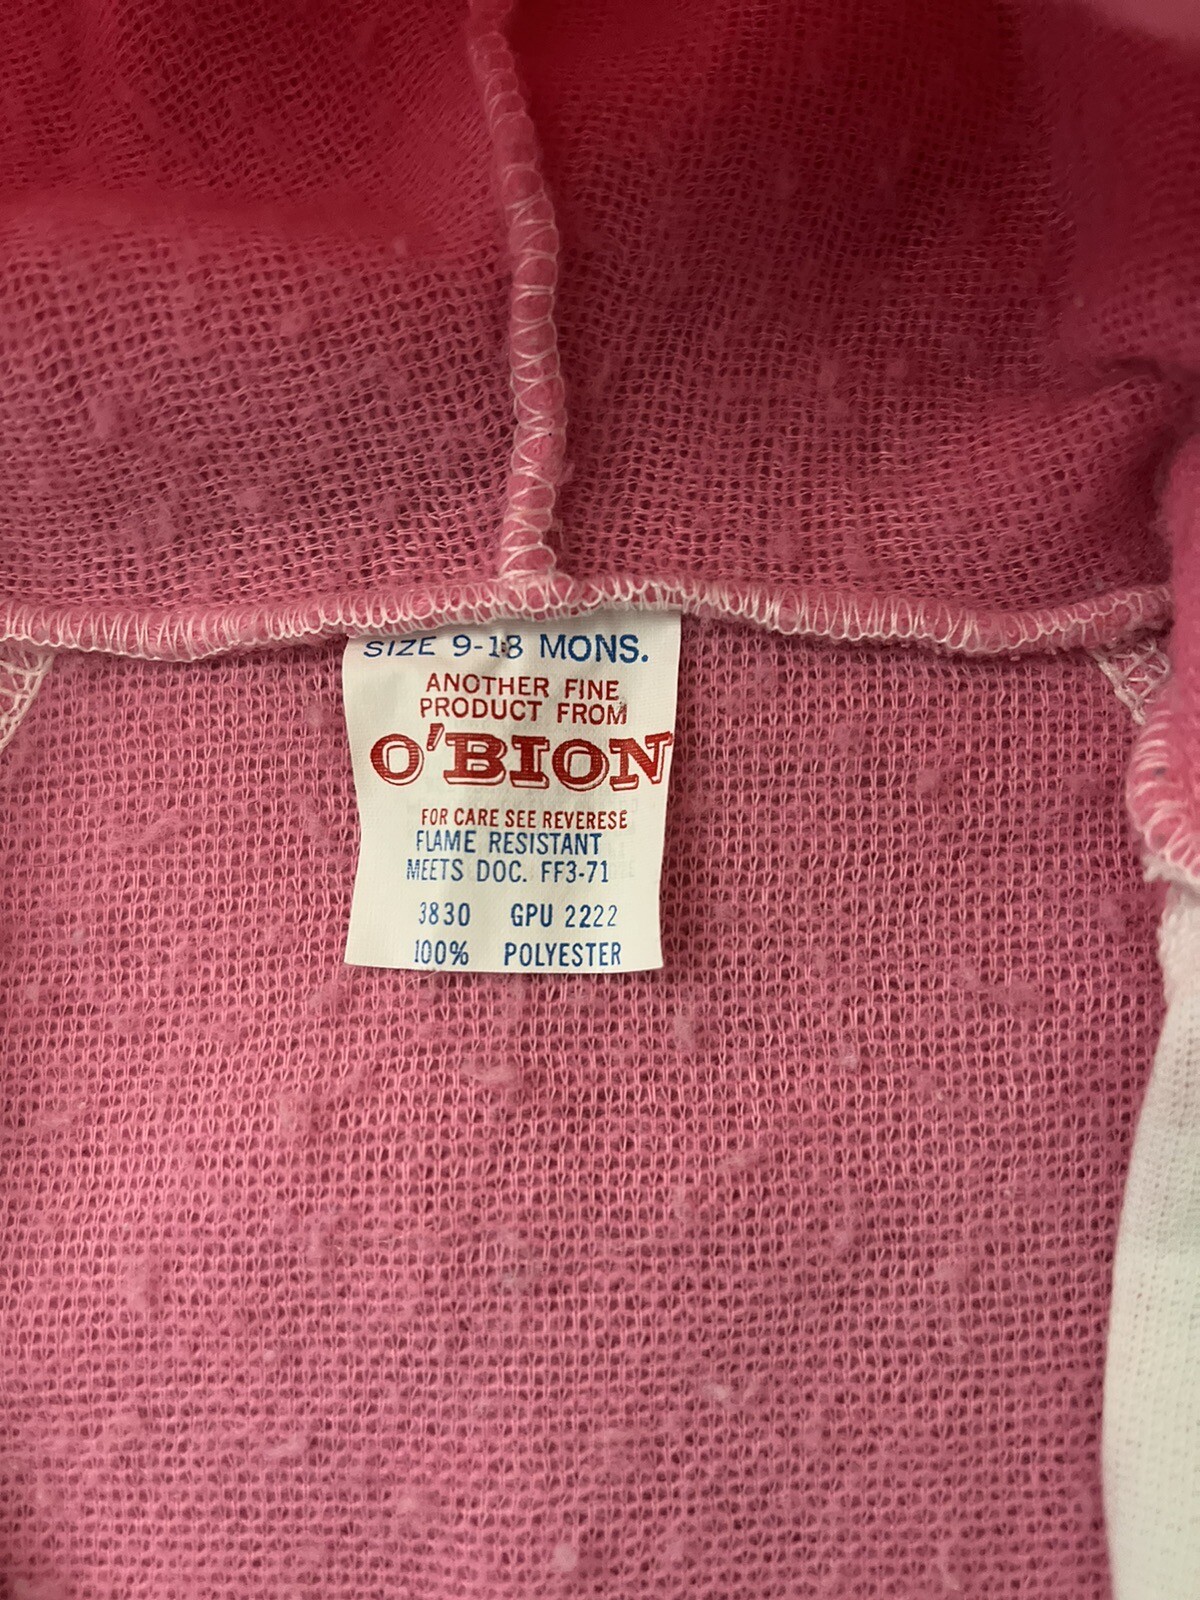 SIZE 9-18 MONS.
ANOTHER FINE
PRODUCT FROM
O'BION
FOR CARE SEE REVERESE
FLAME RESISTANT
MEETS DOC. FF3-71
3830 GPU 2222
100% POLYESTER